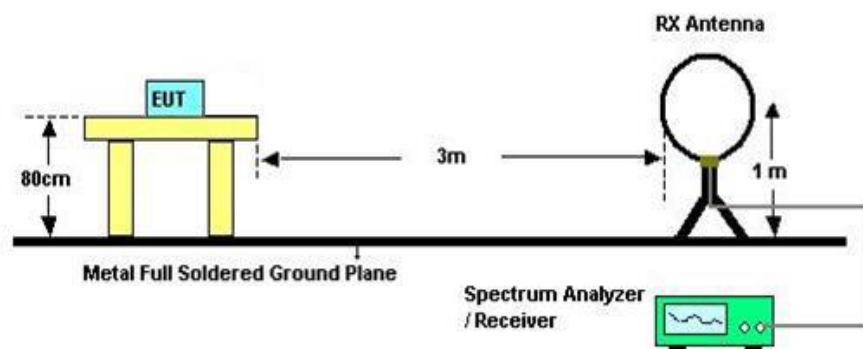 RX Antenna
EUT
3m
80cm
1 m
Metal Full Soldered Ground Plane
Spectrum Analyzer
/ Receiver